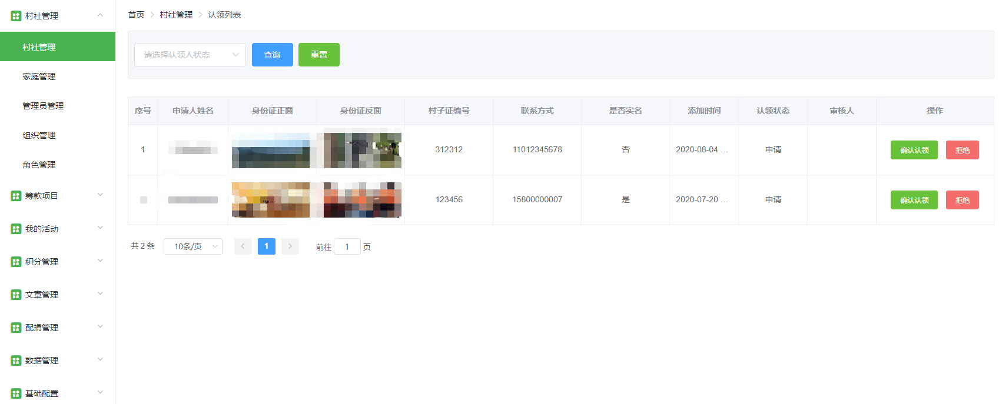 村社管理
村社管理
家庭管理
管理员管理
组织管理
角色管理
筹款项目
我的活动
积分管理
文章管理
配捐管理
数据管理
基础配置
首页 村社管理 认领列表
请选择认领人状态 查询 重置
序号 申请人姓名 身份证正面 身份证反面 村子证编号 联系方式 是否实名 添加时间 认领状态 审核人 操作
1 312312 11012345678 否 2020-08-04 ... 申请 确认认领 拒绝
123456 15800000007 是 2020-07-20 ... 申请 确认认领 拒绝
共 2 条 10条/页 1 前往 1 页